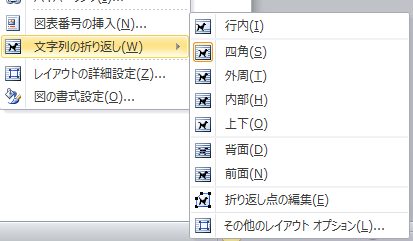 図表番号の挿入(N)...
文字列の折り返し(W)
レイアウトの詳細設定(Z)...
図の書式設定(O)...
行内(I)
四角(S)
外周(T)
内部(H)
上下(O)
背面(D)
前面(N)
折り返し点の編集(E)
その他のレイアウト オプション(L)...